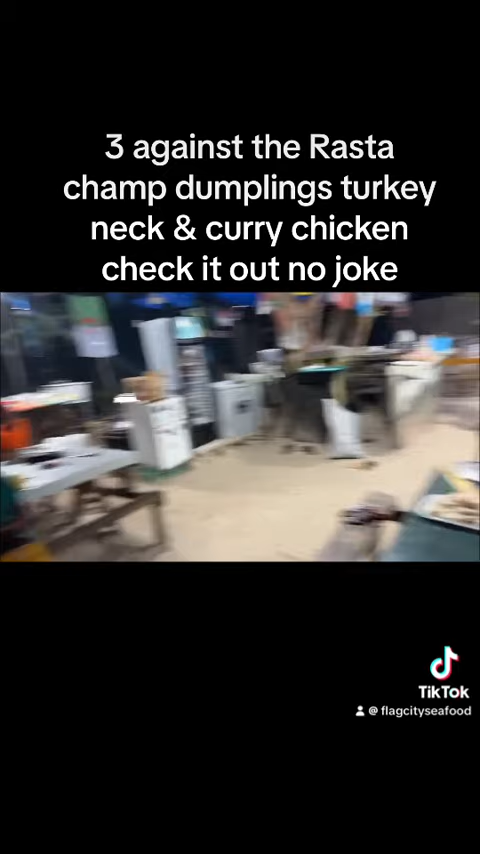 3 against the Rasta
champ dumplings turkey
neck & curry chicken
check it out no joke
TikTok
@ flagcityseafood